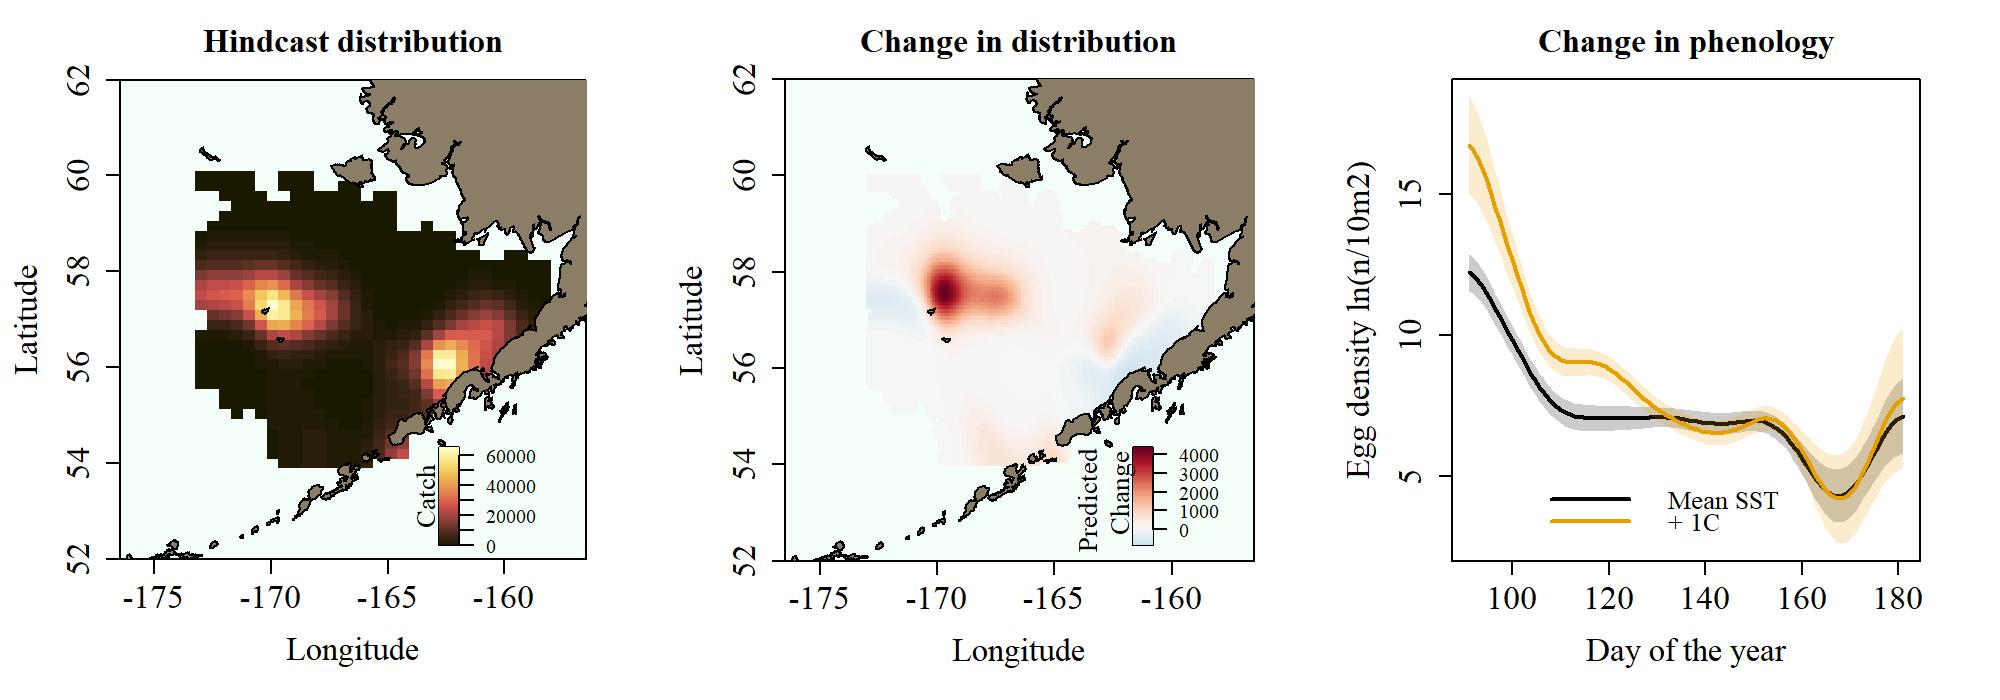 Hindcast distribution
62
60
58
56
54
52
Latitude
-175
-170
-165
-160
Longitude
Catch
60000
40000
20000
0
Change in distribution
62
60
58
56
54
52
Latitude
-175
-170
-165
-160
Longitude
Predicted
Change
4000
3000
2000
1000
0
Change in phenology
15
10
5
Egg density ln(n/10m2)
Mean SST
+ 1C
100
120
140
160
180
Day of the year